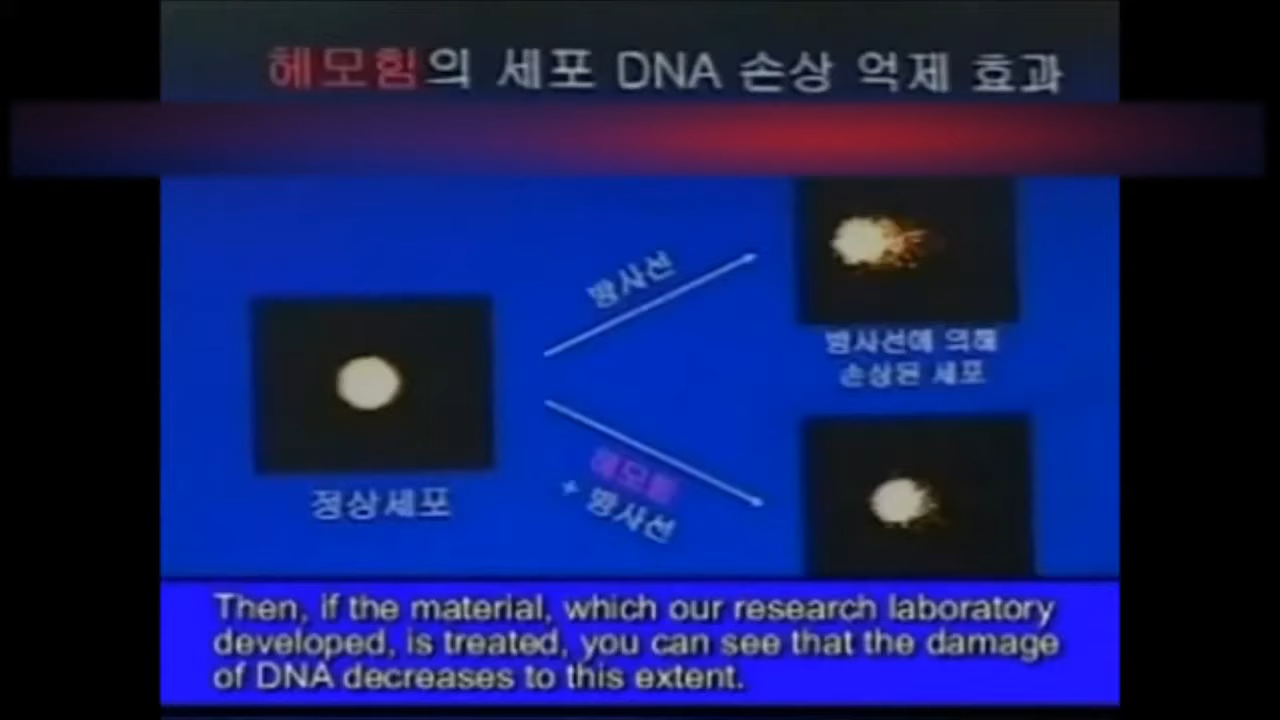 헤모힘의 세포 DNA 손상 억제 효과
방사선
방사선에 의해
손상된 세포
정상세포
헤모힘
+ 방사선
Then, if the material, which our research laboratory
developed, is treated, you can see that the damage
of DNA decreases to this extent.